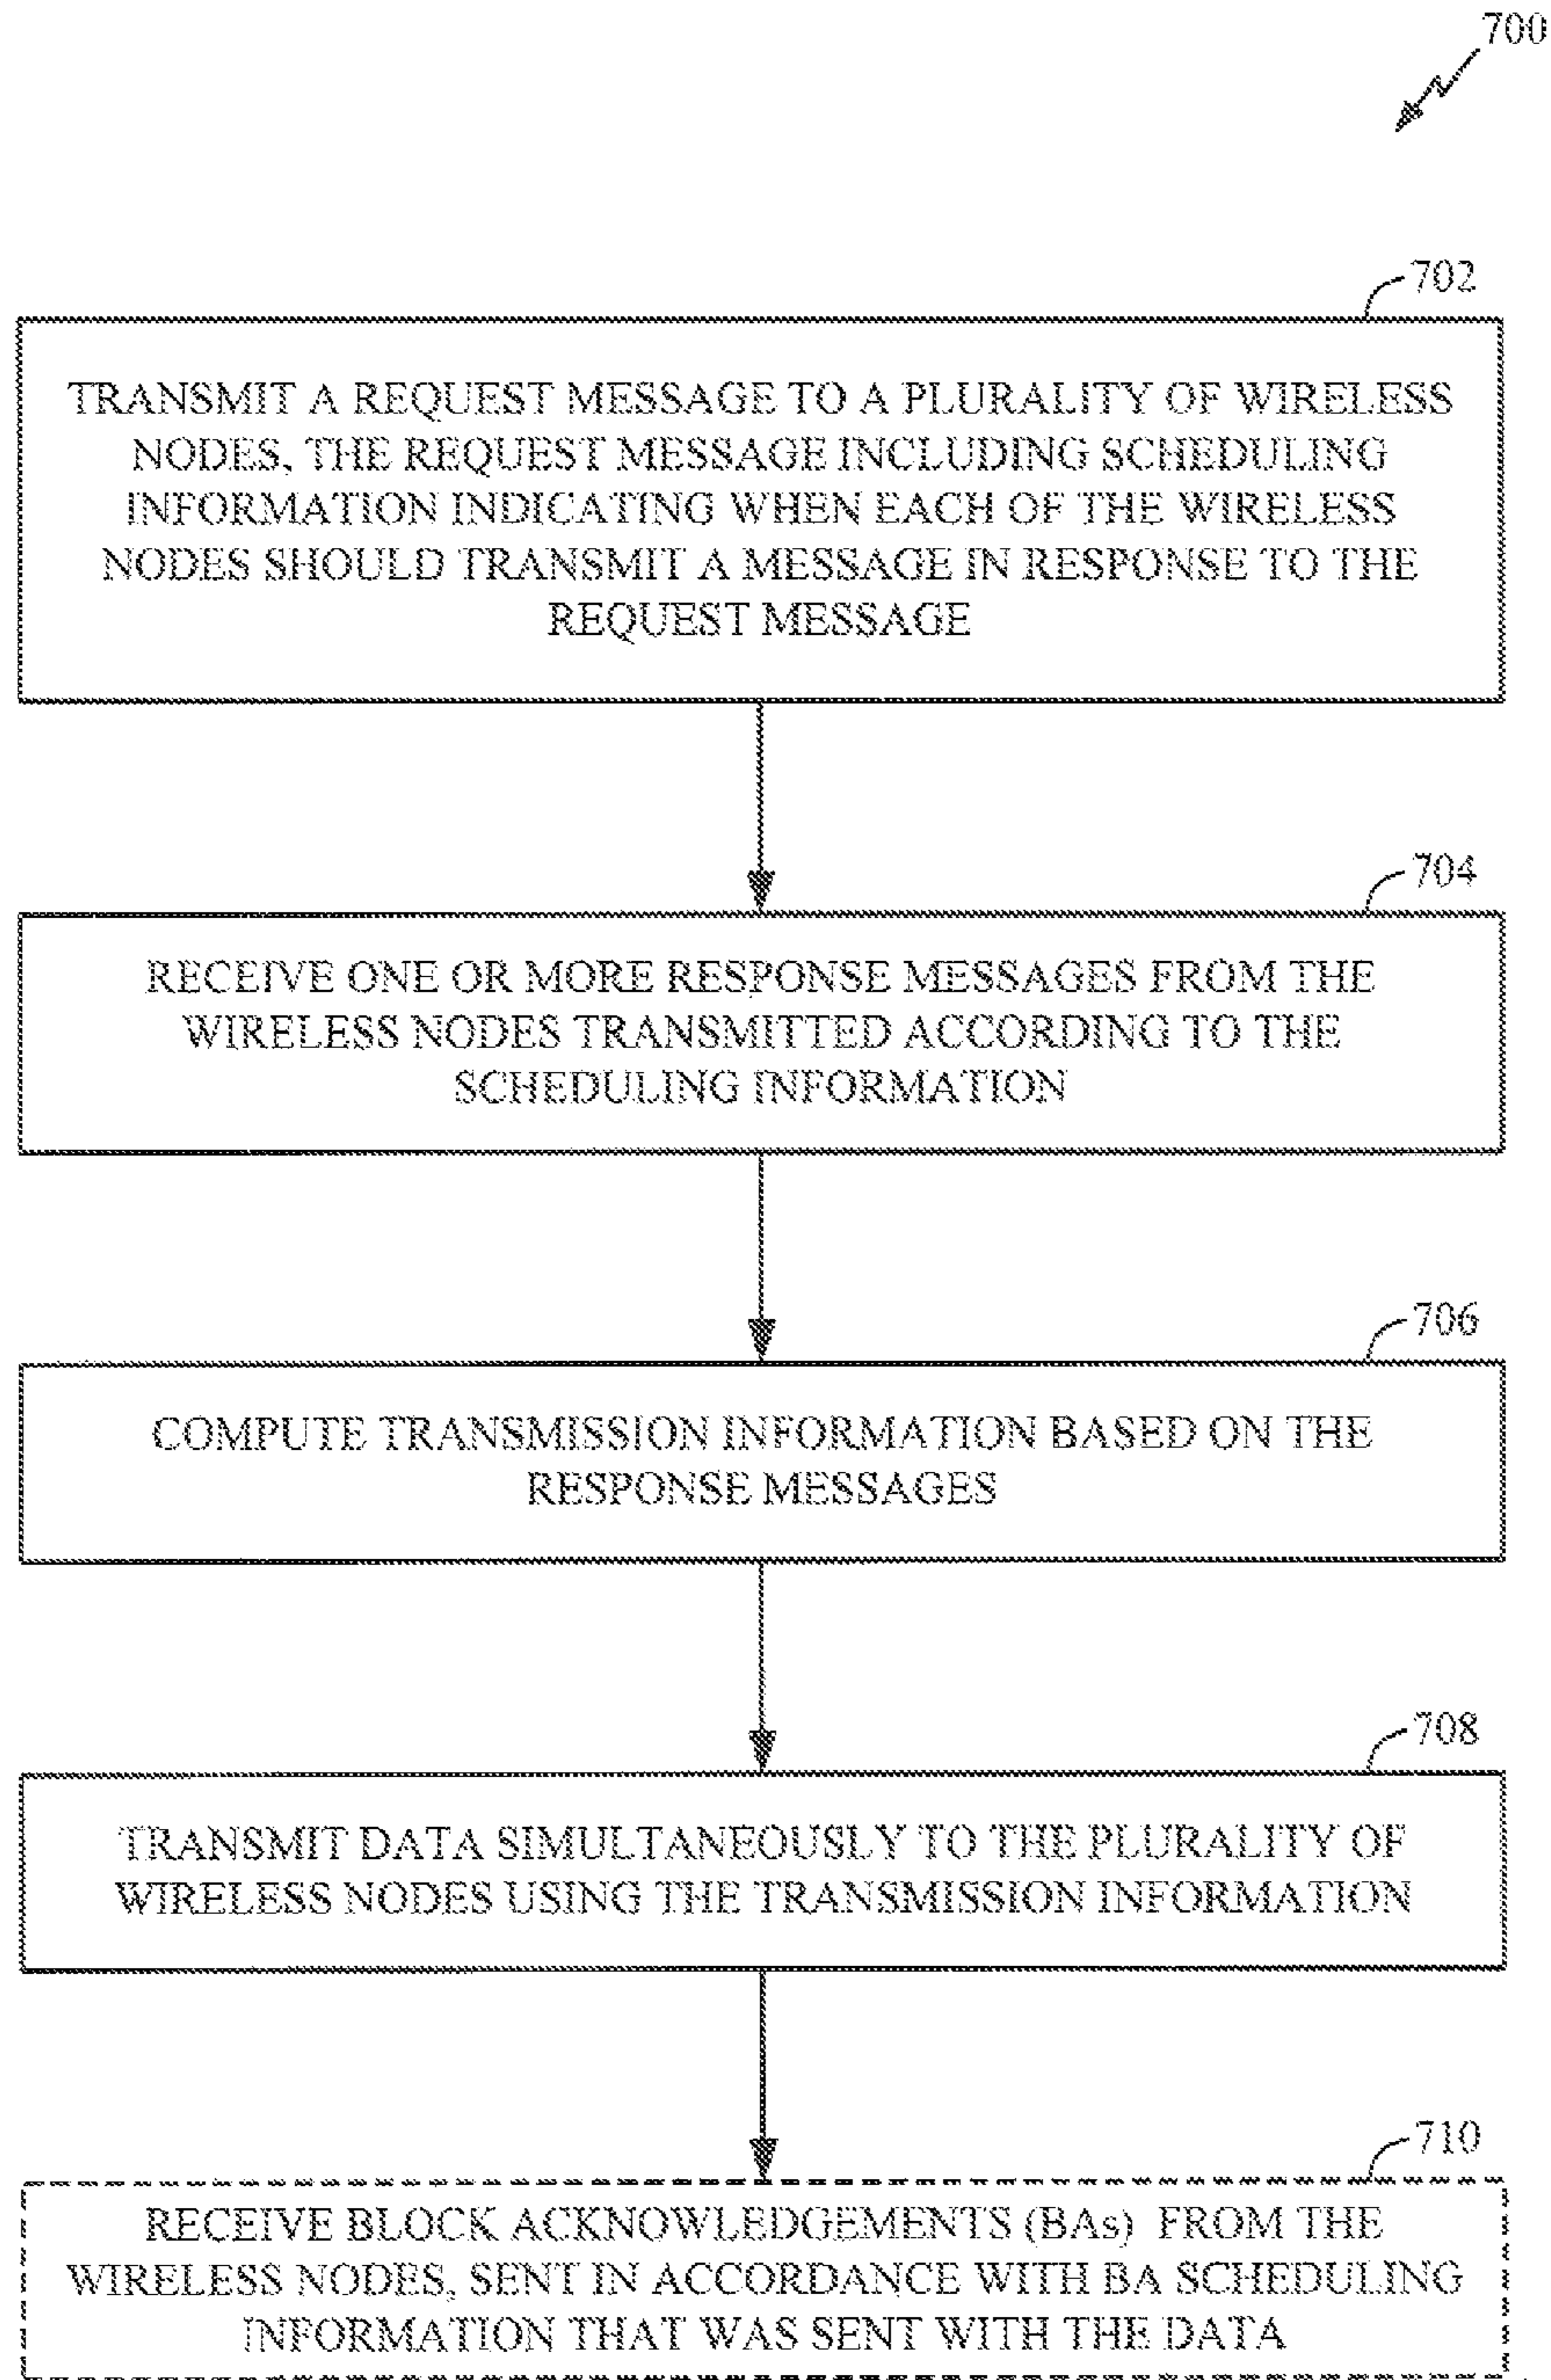 700
702
TRANSMIT A REQUEST MESSAGE TO A PLURALITY OF WIRELESS
NODES, THE REQUEST MESSAGE INCLUDING SCHEDULING
INFORMATION INDICATING WHEN EACH OF THE WIRELESS
NODES SHOULD TRANSMIT A MESSAGE IN RESPONSE TO THE
REQUEST MESSAGE
704
RECEIVE ONE OR MORE RESPONSE MESSAGES FROM THE
WIRELESS NODES TRANSMITTED ACCORDING TO THE
SCHEDULING INFORMATION
706
COMPUTE TRANSMISSION INFORMATION BASED ON THE
RESPONSE MESSAGES
708
TRANSMIT DATA SIMULTANEOUSLY TO THE PLURALITY OF
WIRELESS NODES USING THE TRANSMISSION INFORMATION
710
RECEIVE BLOCK ACKNOWLEDGEMENTS (BAs) FROM THE
WIRELESS NODES, SENT IN ACCORDANCE WITH BA SCHEDULING
INFORMATION THAT WAS SENT WITH THE DATA